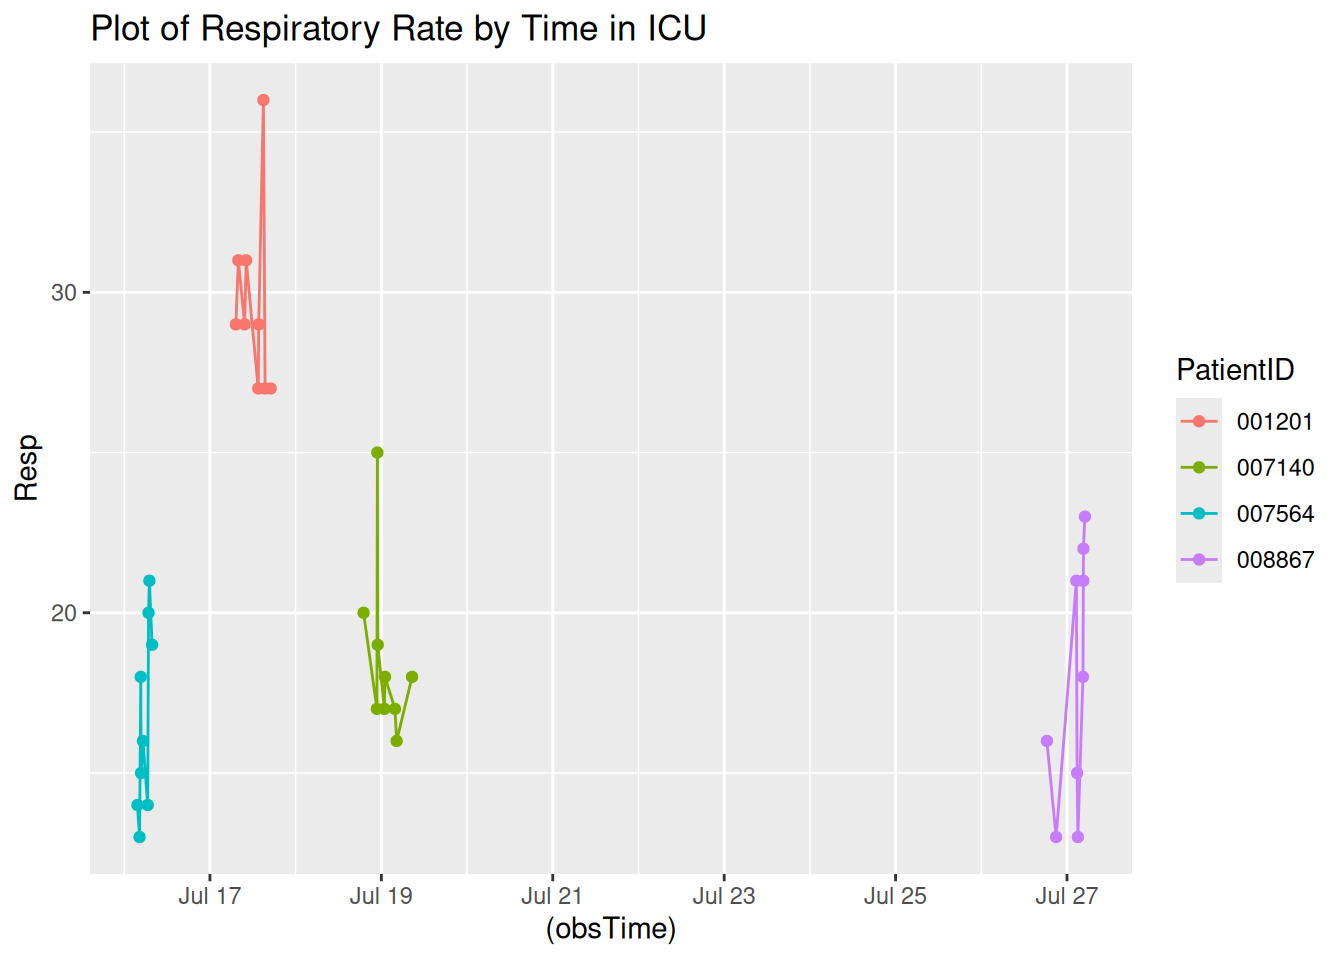 Plot of Respiratory Rate by Time in ICU
Resp
30
20
Jul 17
Jul 19
Jul 21
Jul 23
Jul 25
Jul 27
(obsTime)
PatientID
001201
007140
007564
008867